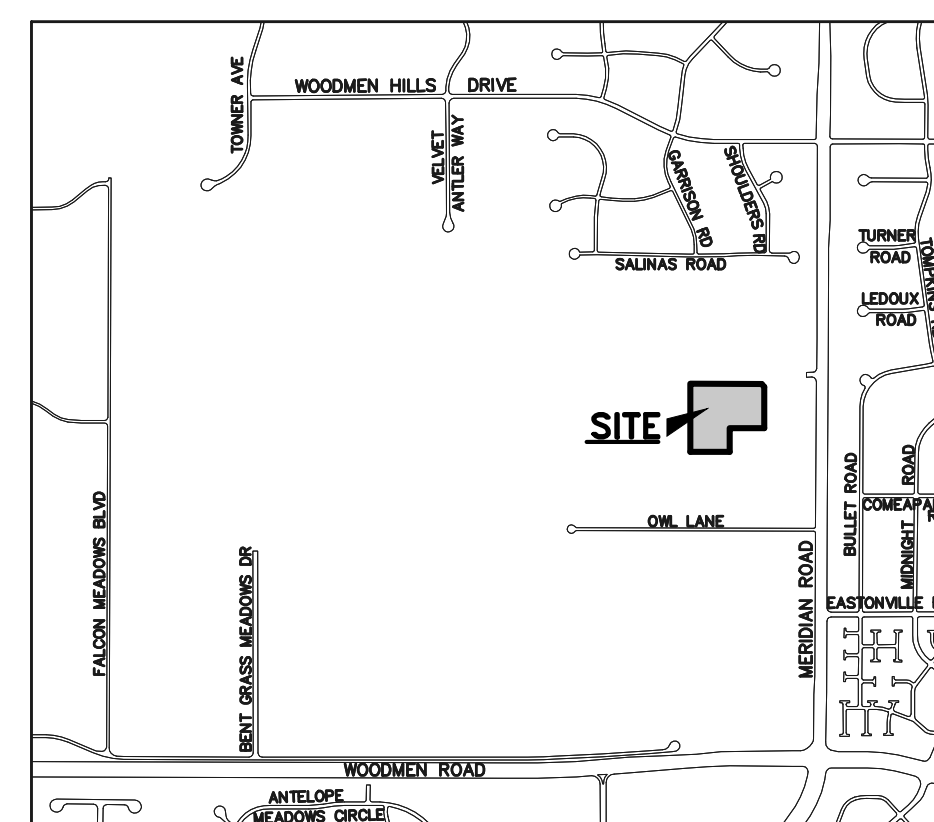 TOWNER AVE
WOODMEN HILLS DRIVE
VELVET
ANTLER WAY
GARRISON RD
SHOULDERS RD
SALINAS ROAD
TURNER
ROAD
LEDOUX
ROAD
SITE
BULLET ROAD
ROAD
MIDNIGHT
OWL LANE
FALCON MEADOWS BLVD
BENT GRASS MEADOWS DR
MERIDIAN ROAD
EASTONVILLE
WOODMEN ROAD
ANTELOPE
MEADOWS CIRCLE